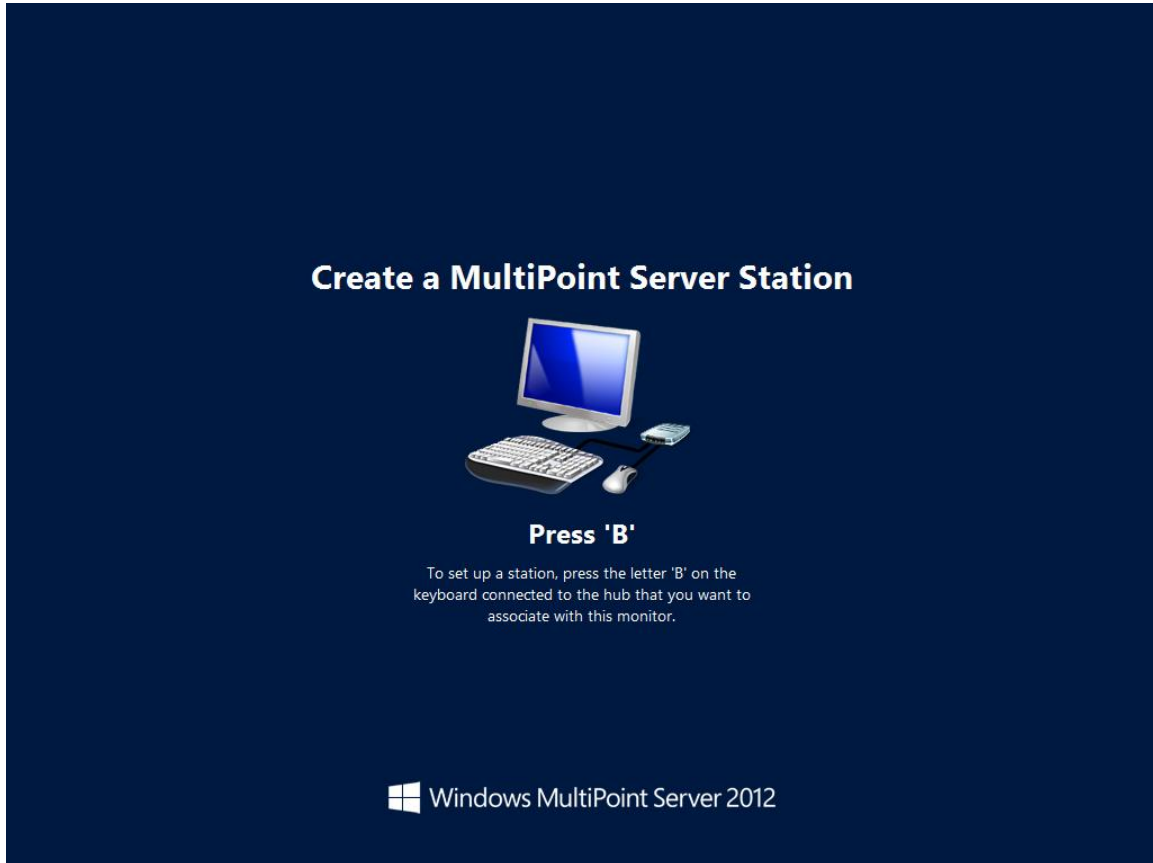 Create a MultiPoint Server Station
Press 'B'
To set up a station, press the letter 'B' on the
keyboard connected to the hub that you want to
associate with this monitor.
Windows MultiPoint Server 2012